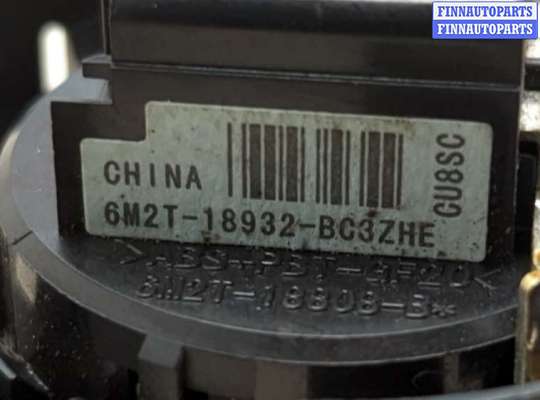 FINNAUTOPARTS
FINNAUTOPARTS
CHINA
GU8SC
6M2T-18932-BC3ZHE
>ABS+PBT-GF20<
6M2T-18808-B*